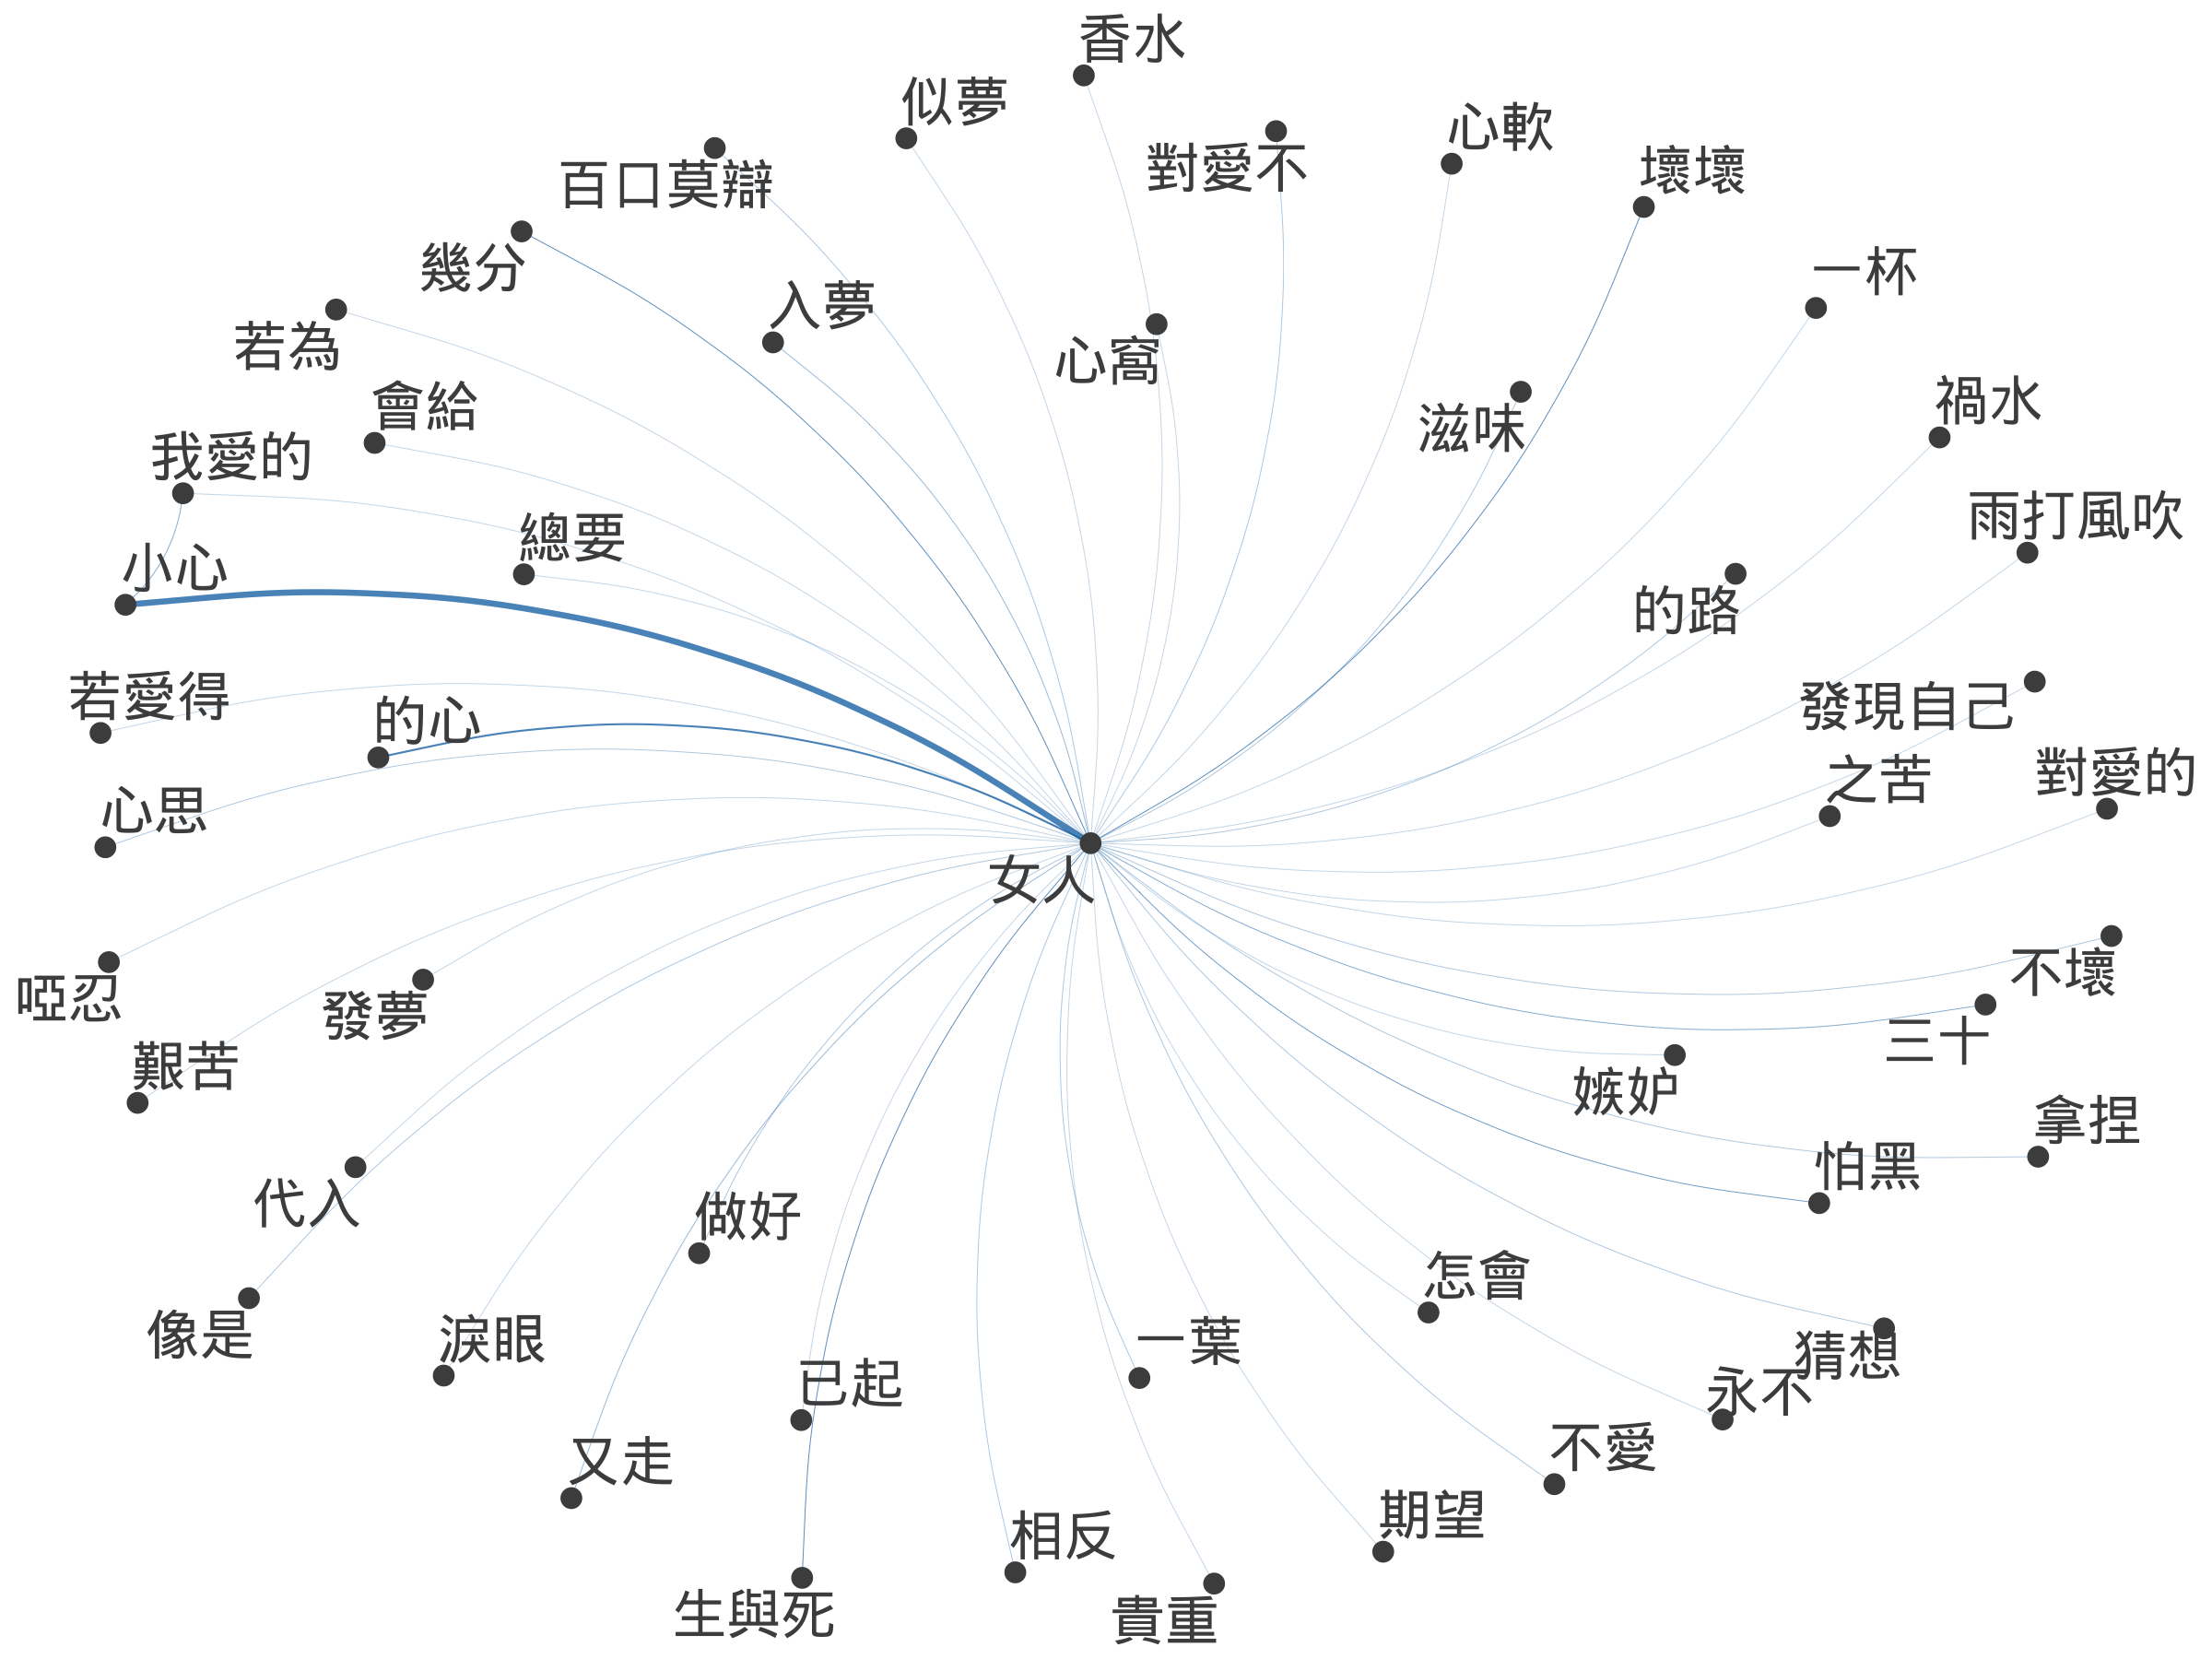 香水
似夢
心軟
對愛不
壞壞
百口莫辯
幾分
一杯
入夢
若為
心窩
會給
禍水
滋味
我愛的
雨打風吹
總要
小心
的路
若愛得
的心
發現自己
對愛的
之苦
心思
女人
啞忍
不壞
發夢
三十
艱苦
嫉妒
拿捏
怕黑
代入
做好
怎會
像是
淚眼
一葉
猜想
已起
永不
不愛
又走
期望
相反
生與死
貴重